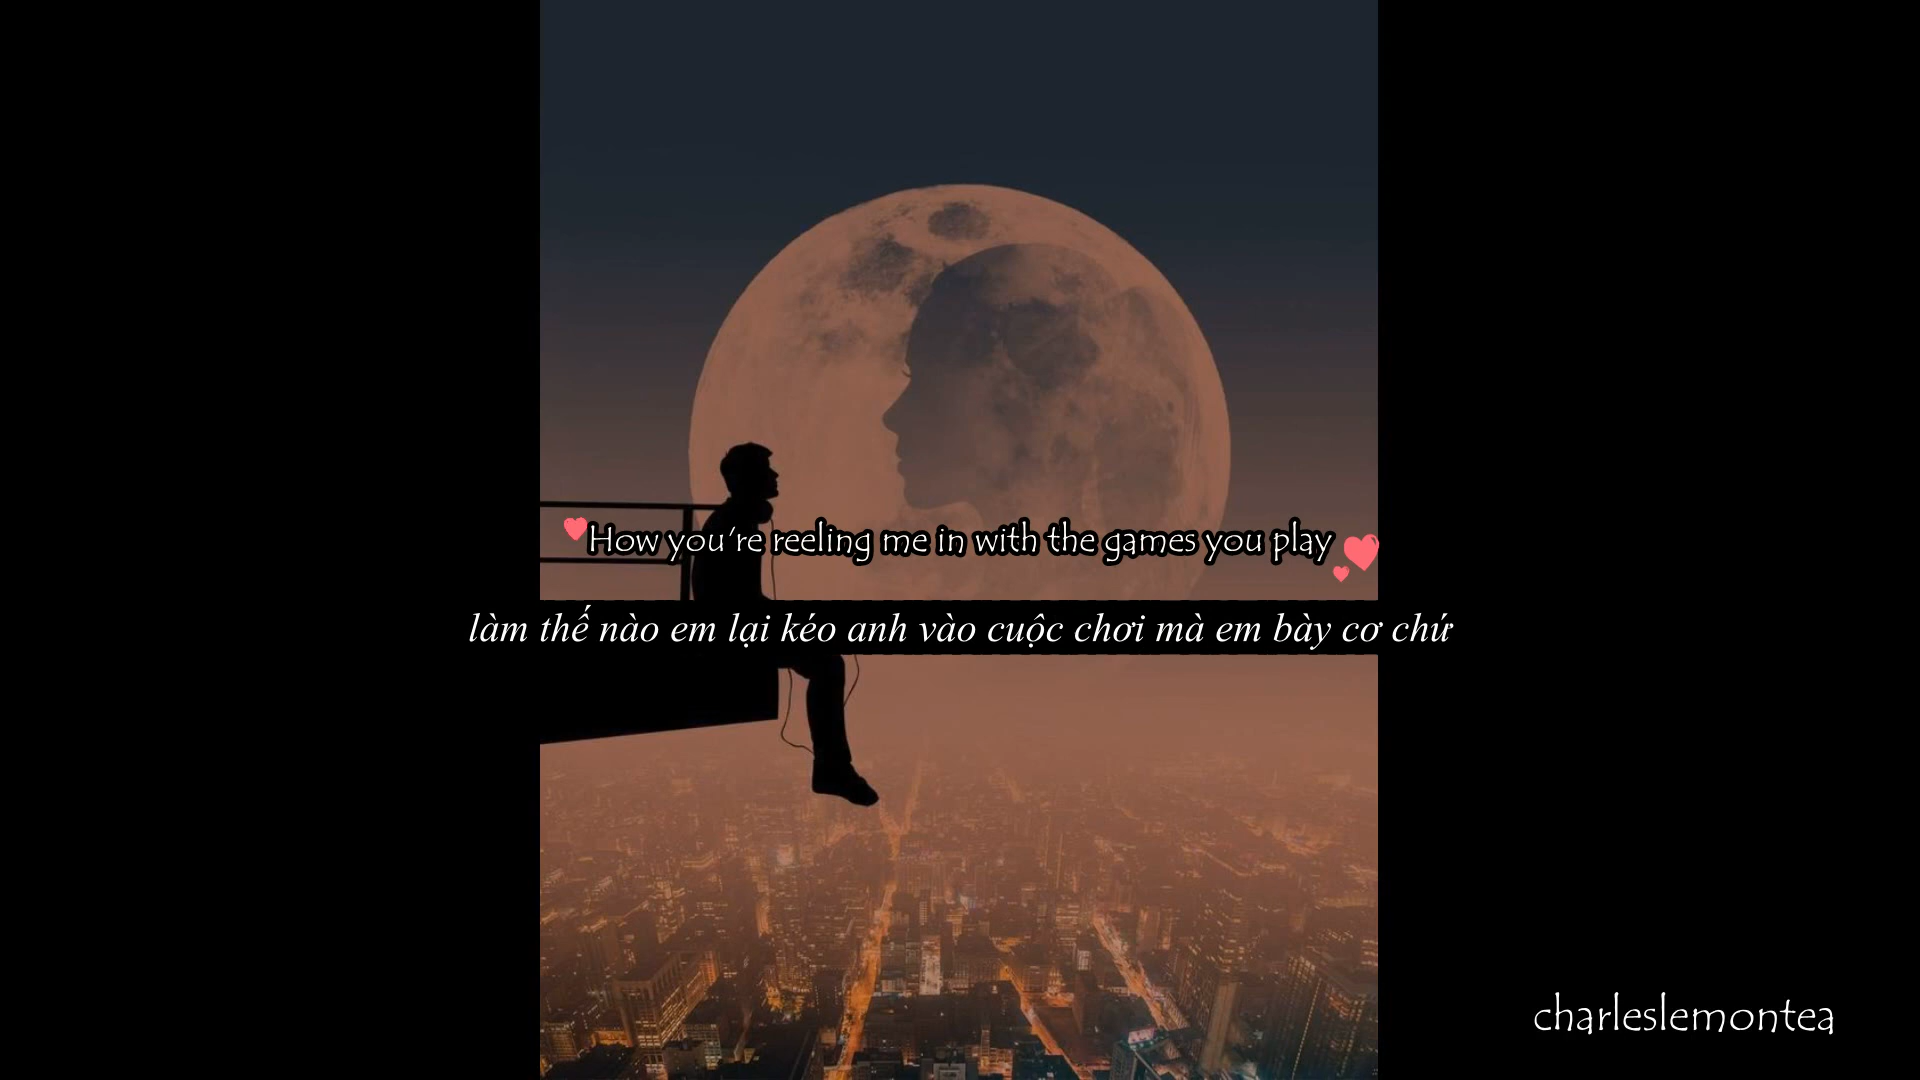 How you're reeling me in with the games you play
làm thế nào em lại kéo anh vào cuộc chơi mà em bày cơ chứ
charleslemontea